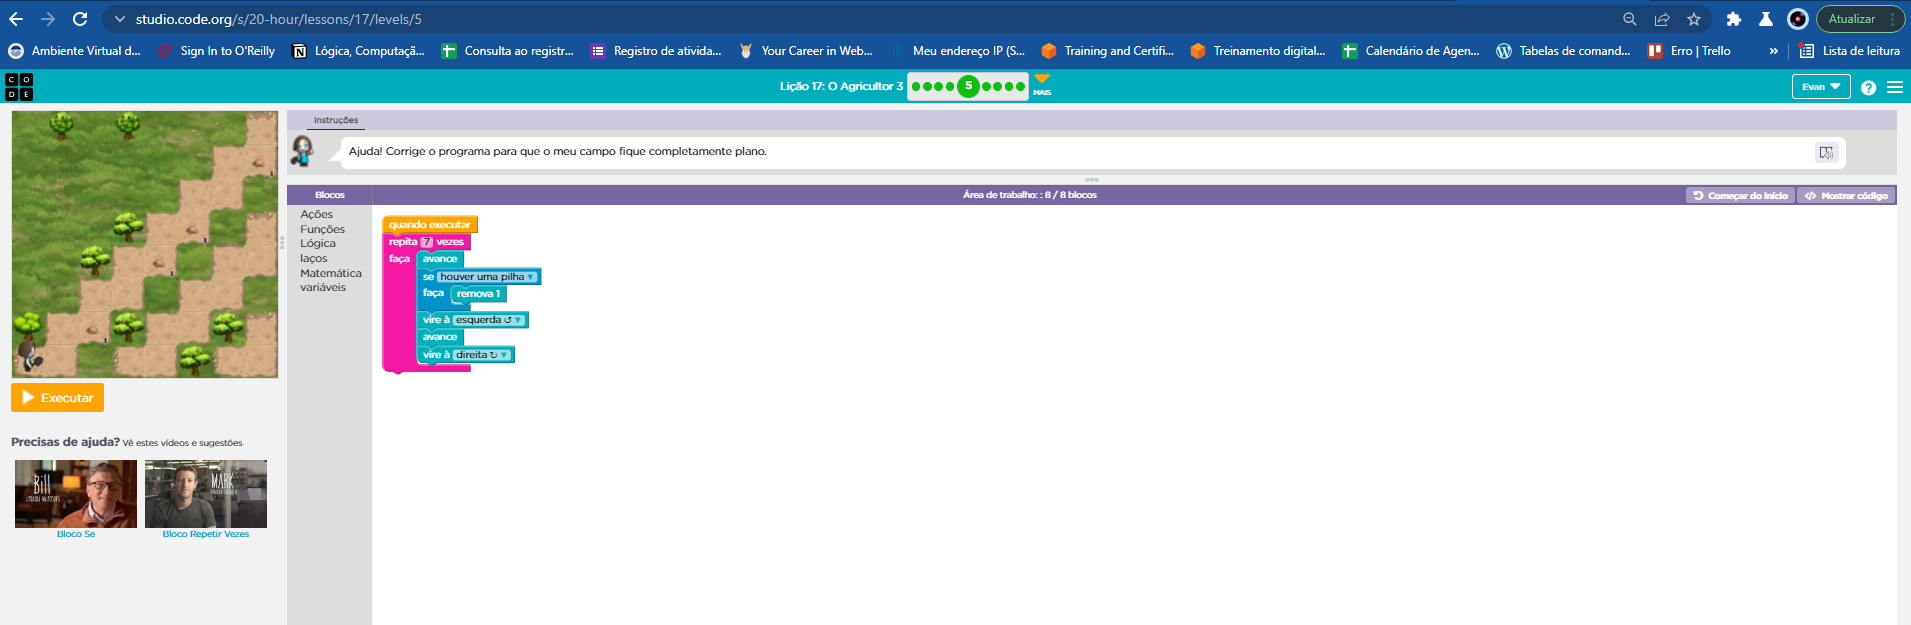 studio.code.org/s/20-hour/lessons/17/levels/5
Atualizar
Ambiente Virtual d...
Sign In to O'Reilly
Lógica, Computaçã...
Consulta ao registr...
Registro de ativida...
Your Career in Web...
Meu endereço IP (S...
Training and Certifi...
Treinamento digital...
Calendário de Agen...
Tabelas de comand...
Erro | Trello
»
Lista de leitura
C O
D E
Lição 17: O Agricultor 3
5
MAIS
Evan
?
Instruções
Ajuda! Corrige o programa para que o meu campo fique completamente plano.
Blocos
Área de trabalho: : 8 / 8 blocos
Começar do início
Mostrar código
Ações
Funções
Lógica
laços
Matemática
variáveis
quando executar
repita 7 vezes
faça avance
se houver uma pilha
faça remova 1
vire à esquerda ↺
avance
vire à direita ↻
1
1
1
1
Executar
Precisas de ajuda? Vê estes vídeos e sugestões
Bill
MARK
Bloco Se
Bloco Repetir Vezes